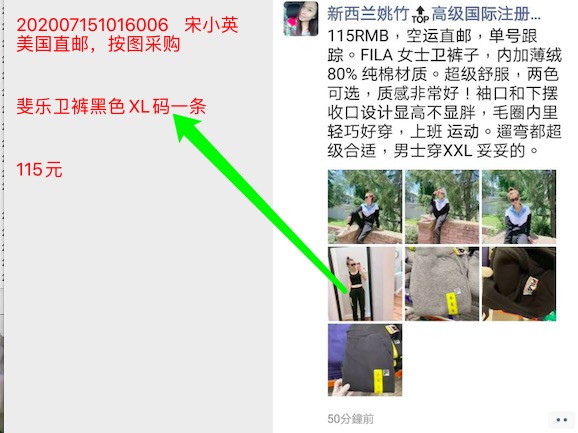 202007151016006 宋小英
美国直邮，按图采购
斐乐卫裤黑色XL码一条
115元
新西兰姚竹🔝高级国际注册…
115RMB，空运直邮，单号跟
踪。FILA 女士卫裤子，内加薄绒
80% 纯棉材质。超级舒服，两色
可选，质感非常好！袖口和下摆
收口设计显高不显胖，毛圈内里
轻巧好穿，上班 运动。遛弯都超
级合适，男士穿XXL 妥妥的。
50分鐘前